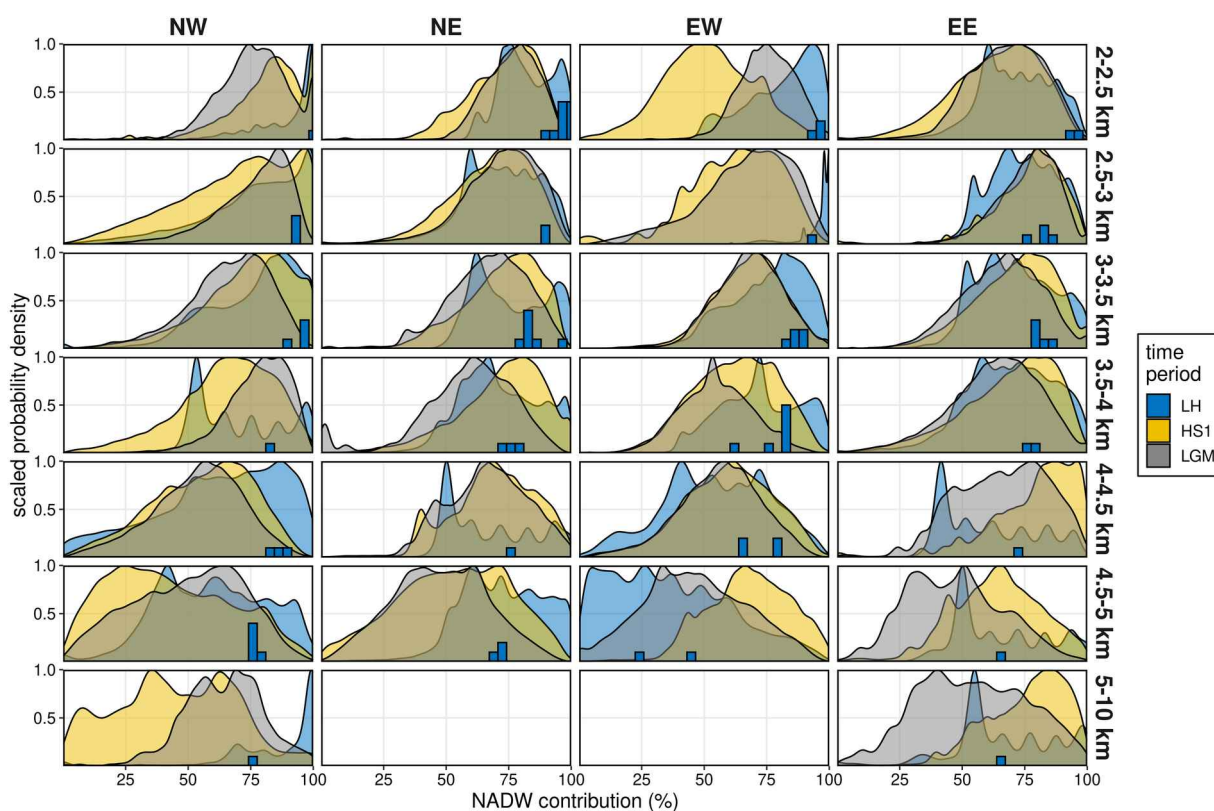 NW NE EW EE
1.0
0.5
2-2.5 km
1.0
0.5
2.5-3 km
1.0
0.5
3-3.5 km
1.0
0.5
3.5-4 km
1.0
0.5
4-4.5 km
1.0
0.5
4.5-5 km
1.0
0.5
5-10 km
scaled probability density
25 50 75 100 25 50 75 100 25 50 75 100 25 50 75 100
NADW contribution (%)
time
period
LH
HS1
LGM